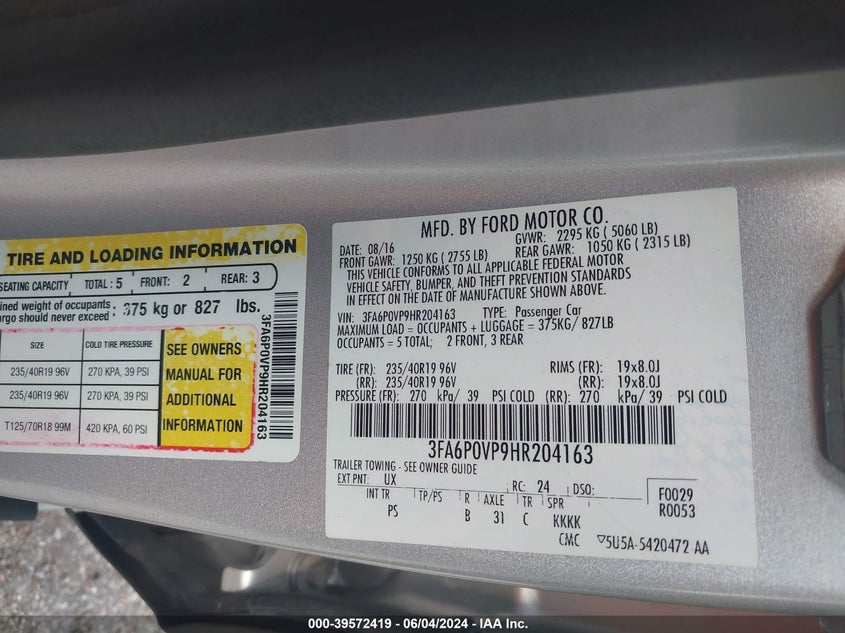 TIRE AND LOADING INFORMATION
SEATING CAPACITY TOTAL : 5 FRONT: 2 REAR: 3
of occupants
should never exceed : 375 kg or 827 lbs.
SIZE COLD TIRE PRESSURE
235/40R19 96V 270 KPA, 39 PSI
235/40R19 96V 270 KPA, 39 PSI
T125/70R18 99M 420 KPA, 60 PSI
SEE OWNERS
MANUAL FOR
ADDITIONAL
INFORMATION
3FA6P0VP9HR204163
MFD. BY FORD MOTOR CO.
DATE: 08/16 GVWR: 2295 KG ( 5060 LB)
FRONT GAWR: 1250 KG ( 2755 LB) REAR GAWR: 1050 KG ( 2315 LB)
THIS VEHICLE CONFORMS TO ALL APPLICABLE FEDERAL MOTOR
VEHICLE SAFETY, BUMPER, AND THEFT PREVENTION STANDARDS
IN EFFECT ON THE DATE OF MANUFACTURE SHOWN ABOVE.
VIN: 3FA6P0VP9HR204163 TYPE: Passenger Car
MAXIMUM LOAD = OCCUPANTS + LUGGAGE = 375KG/ 827LB
OCCUPANTS = 5 TOTAL; 2 FRONT, 3 REAR
TIRE (FR): 235/40R19 96V RIMS (FR): 19x8.0J
(RR): 235/40R19 96V (RR): 19x8.0J
PRESSURE (FR): 270 kPa/ 39 PSI COLD (RR): 270 kPa/ 39 PSI COLD
3FA6P0VP9HR204163
TRAILER TOWING - SEE OWNER GUIDE
EXT PNT: UX RC: 24 DSO: F0029
INT TR TP/PS R AXLE TR SPR R0053
PS B 31 C KKKK
CMC ▽5U5A-5420472 AA
000-39572419 - 06/04/2024 - IAA Inc.